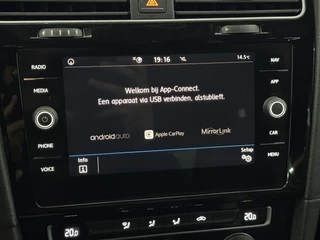 19:16
14.5°C
RADIO
NAV
Welkom bij App-Connect.
Een apparaat via USB verbinden, alstublieft.
MEDIA
APP
androidauto
Apple CarPlay
MirrorLink
PHONE
CAR
VOICE
MENU
Info
Setup
20.0
20.0